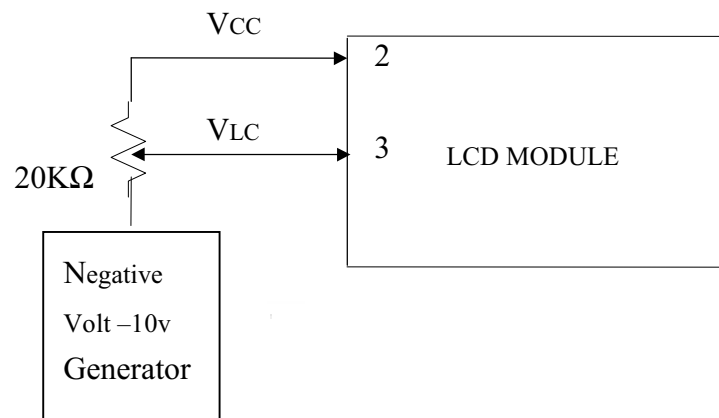 VCC
2
VLC
3
LCD MODULE
20KΩ
Negative
Volt –10v
Generator